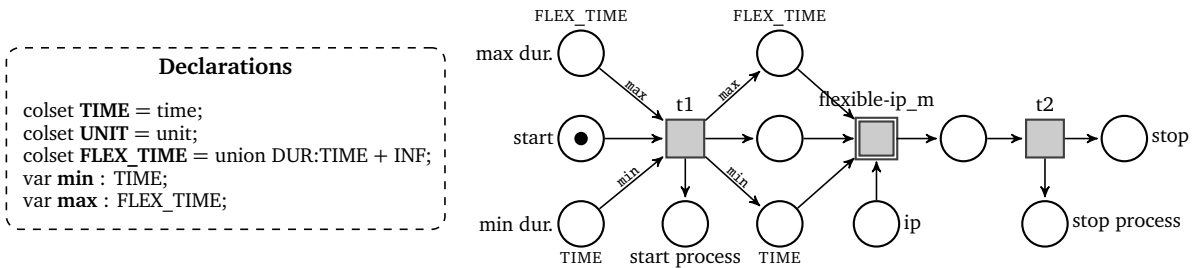 Declarations
colset TIME = time;
colset UNIT = unit;
colset FLEX_TIME = union DUR:TIME + INF;
var min : TIME;
var max : FLEX_TIME;
FLEX_TIME
FLEX_TIME
max dur.
max
max
t1
flexible-ip_m
t2
start
stop
min
min
min dur.
ip
stop process
TIME
start process
TIME